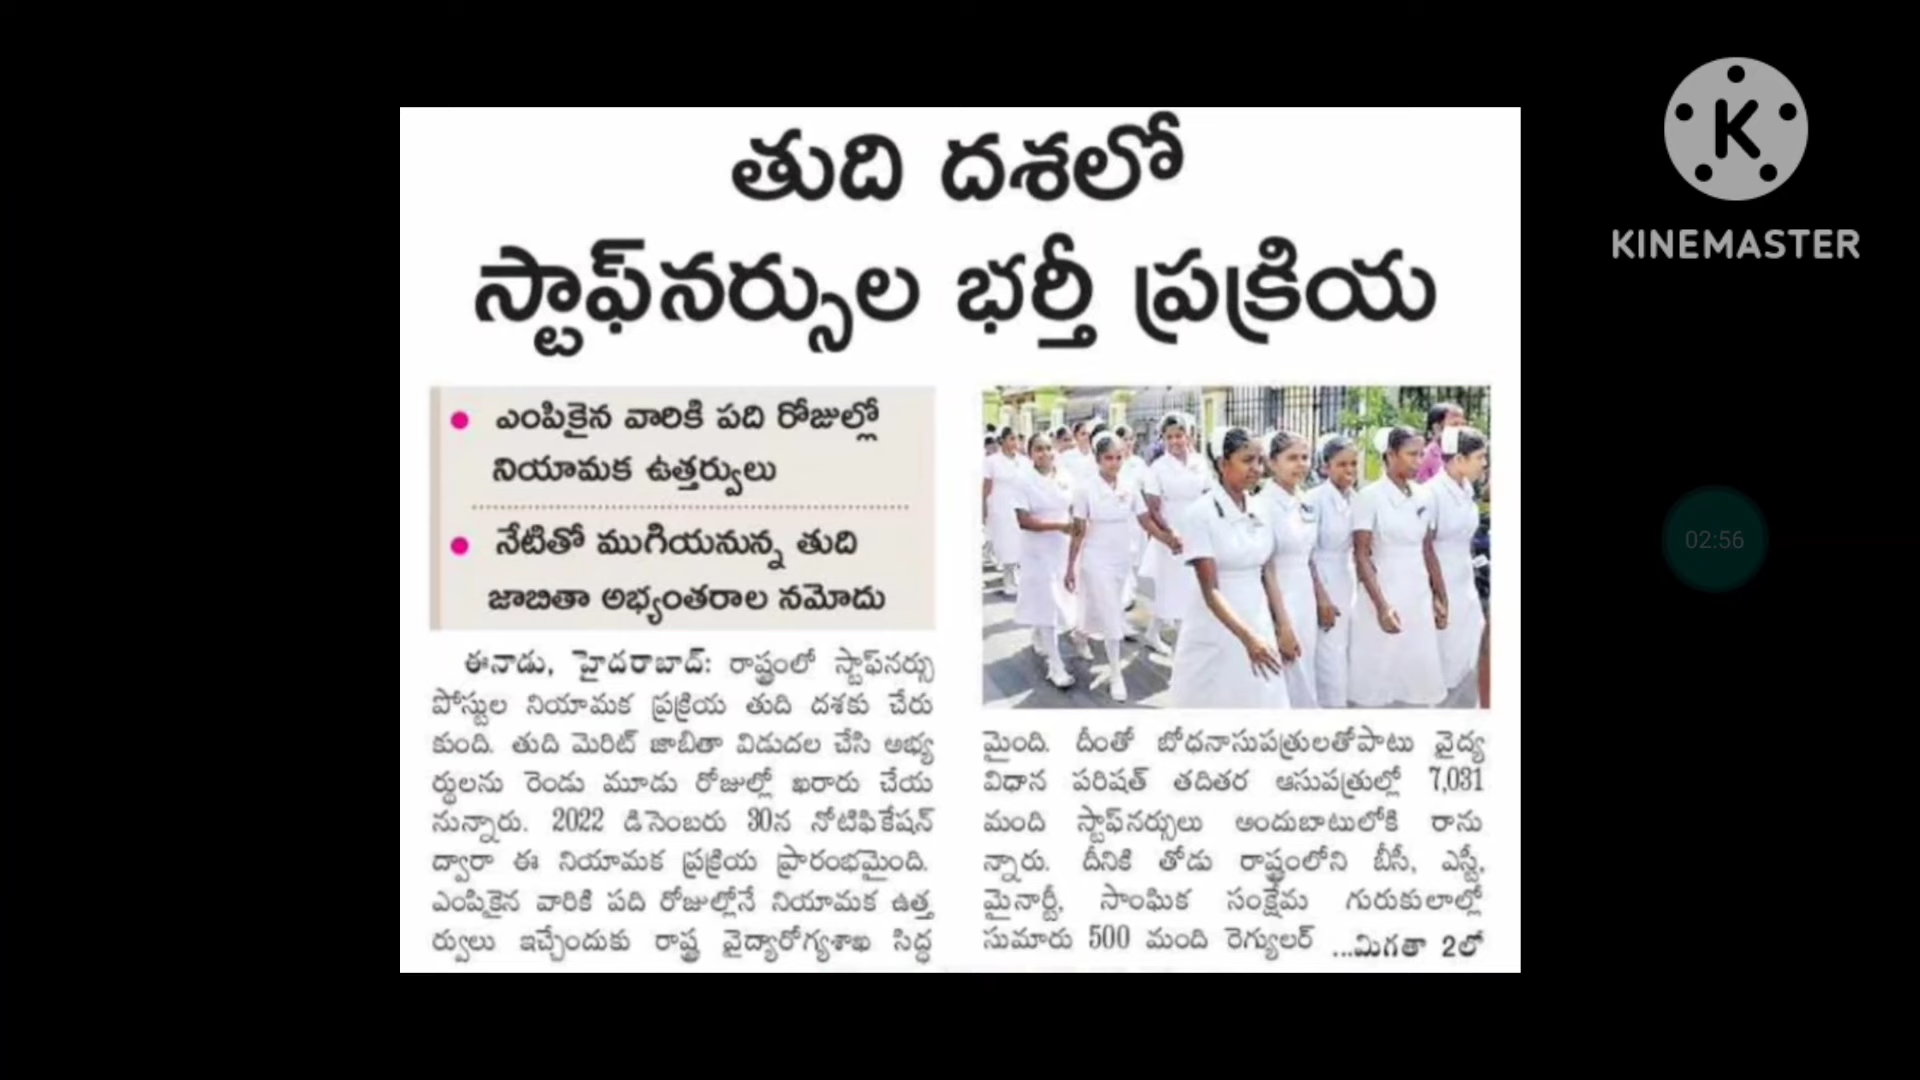 తుది దశలో
స్టాఫ్‌నర్సుల భర్తీ ప్రక్రియ
• ఎంపికైన వారికి పది రోజుల్లో
నియామక ఉత్తర్వులు
• నేటితో ముగియనున్న తుది
జాబితా అభ్యంతరాల నమోదు
ఈనాడు, హైదరాబాద్: రాష్ట్రంలో స్టాఫ్‌నర్సు
పోస్టుల నియామక ప్రక్రియ తుది దశకు చేరు
కుంది. తుది మెరిట్ జాబితా విడుదల చేసి అభ్య
ర్థులను రెండు మూడు రోజుల్లో ఖరారు చేయ
నున్నారు. 2022 డిసెంబరు 30న నోటిఫికేషన్
ద్వారా ఈ నియామక ప్రక్రియ ప్రారంభమైంది.
ఎంపికైన వారికి పది రోజుల్లోనే నియామక ఉత్త
ర్వులు ఇచ్చేందుకు రాష్ట్ర వైద్యారోగ్యశాఖ సిద్ధ
మైంది. దీంతో బోధనాసుపత్రులతోపాటు వైద్య
విధాన పరిషత్ తదితర ఆసుపత్రుల్లో 7,031
మంది స్టాఫ్‌నర్సులు అందుబాటులోకి రాను
న్నారు. దీనికి తోడు రాష్ట్రంలోని బీసీ, ఎస్టీ,
మైనార్టీ, సాంఘిక సంక్షేమ గురుకులాల్లో
సుమారు 500 మంది రెగ్యులర్ ...మిగతా 2లో
K
KINEMASTER
02:56